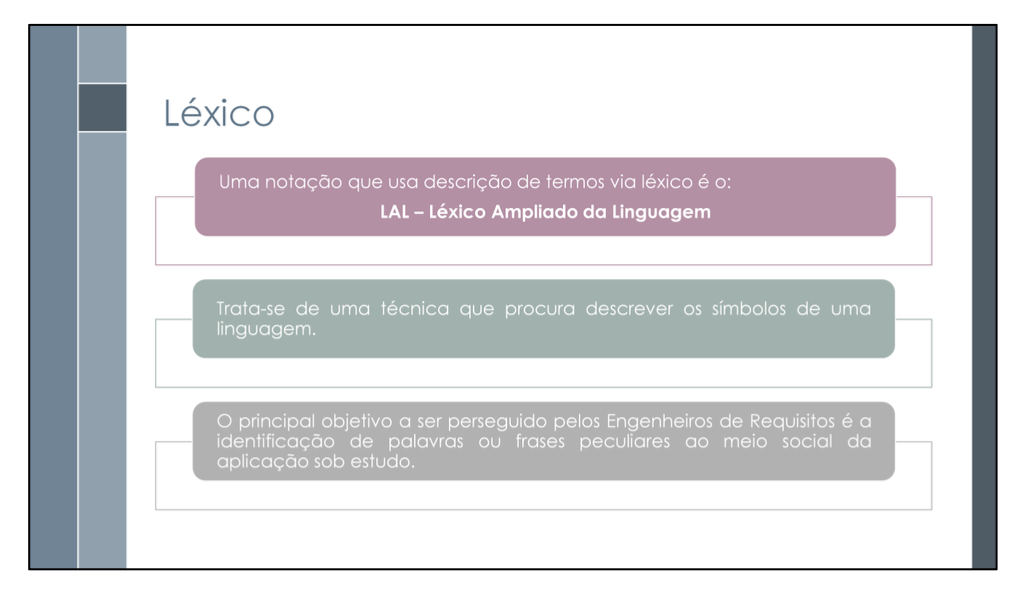 Léxico
Uma notação que usa descrição de termos via léxico é o:
LAL – Léxico Ampliado da Linguagem
Trata-se de uma técnica que procura descrever os símbolos de uma
linguagem.
O principal objetivo a ser perseguido pelos Engenheiros de Requisitos é a
identificação de palavras ou frases peculiares ao meio social da
aplicação sob estudo.